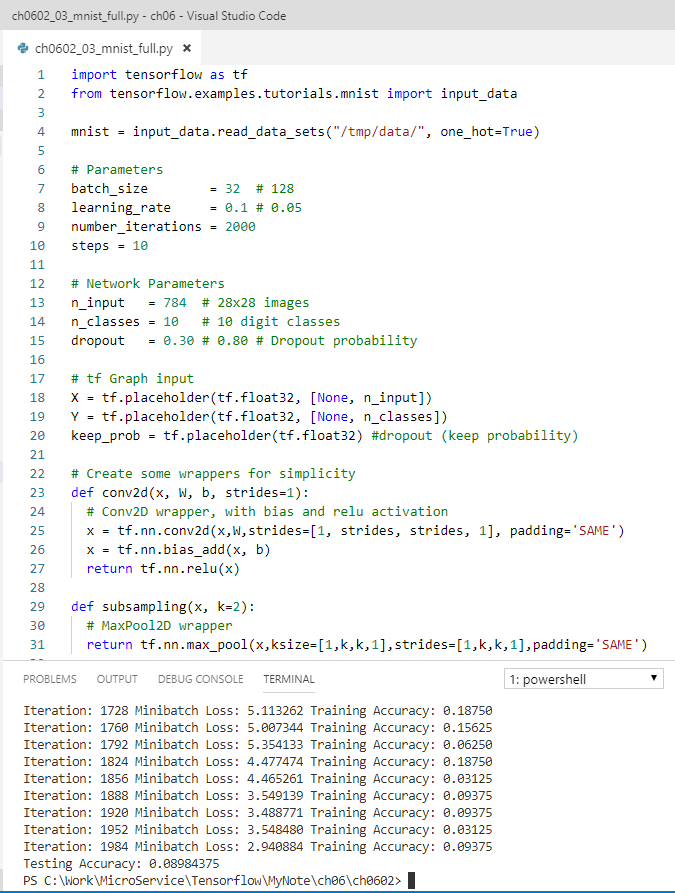 ch0602_03_mnist_full.py - ch06 - Visual Studio Code
ch0602_03_mnist_full.py ×
1 import tensorflow as tf
2 from tensorflow.examples.tutorials.mnist import input_data
3
4 mnist = input_data.read_data_sets("/tmp/data/", one_hot=True)
5
6 # Parameters
7 batch_size        = 32  # 128
8 learning_rate     = 0.1 # 0.05
9 number_iterations = 2000
10 steps = 10
11
12 # Network Parameters
13 n_input   = 784  # 28x28 images
14 n_classes = 10   # 10 digit classes
15 dropout   = 0.30 # 0.80 # Dropout probability
16
17 # tf Graph input
18 X = tf.placeholder(tf.float32, [None, n_input])
19 Y = tf.placeholder(tf.float32, [None, n_classes])
20 keep_prob = tf.placeholder(tf.float32) #dropout (keep probability)
21
22 # Create some wrappers for simplicity
23 def conv2d(x, W, b, strides=1):
24   # Conv2D wrapper, with bias and relu activation
25   x = tf.nn.conv2d(x,W,strides=[1, strides, strides, 1], padding='SAME')
26   x = tf.nn.bias_add(x, b)
27   return tf.nn.relu(x)
28
29 def subsampling(x, k=2):
30   # MaxPool2D wrapper
31   return tf.nn.max_pool(x,ksize=[1,k,k,1],strides=[1,k,k,1],padding='SAME')
PROBLEMS OUTPUT DEBUG CONSOLE TERMINAL 1: powershell
Iteration: 1728 Minibatch Loss: 5.113262 Training Accuracy: 0.18750
Iteration: 1760 Minibatch Loss: 5.007344 Training Accuracy: 0.15625
Iteration: 1792 Minibatch Loss: 5.354133 Training Accuracy: 0.06250
Iteration: 1824 Minibatch Loss: 4.477474 Training Accuracy: 0.18750
Iteration: 1856 Minibatch Loss: 4.465261 Training Accuracy: 0.03125
Iteration: 1888 Minibatch Loss: 3.549139 Training Accuracy: 0.09375
Iteration: 1920 Minibatch Loss: 3.488771 Training Accuracy: 0.09375
Iteration: 1952 Minibatch Loss: 3.548480 Training Accuracy: 0.03125
Iteration: 1984 Minibatch Loss: 2.940884 Training Accuracy: 0.09375
Testing Accuracy: 0.08984375
PS C:\Work\MicroService\Tensorflow\MyNote\ch06\ch0602>